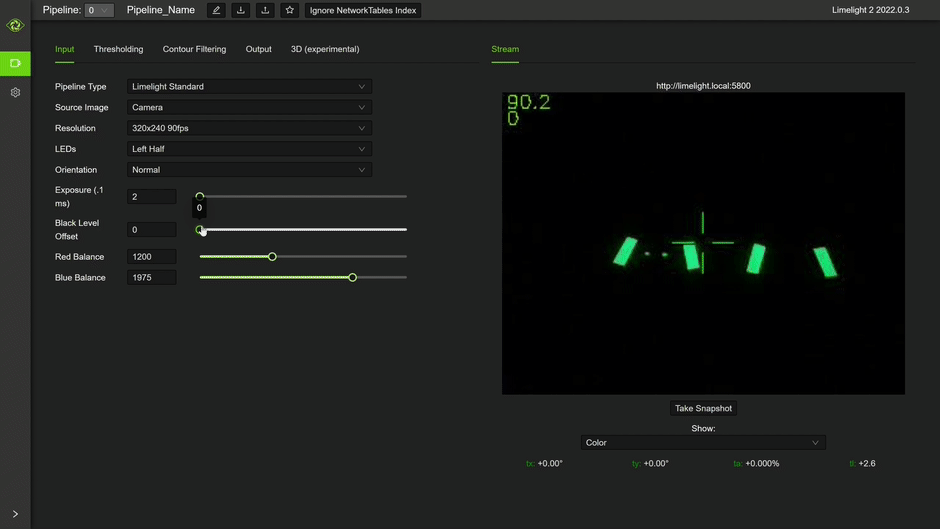 Pipeline: 0 Pipeline_Name Ignore NetworkTables Index Limelight 2 2022.0.3
Input Thresholding Contour Filtering Output 3D (experimental)
Pipeline Type Limelight Standard
Source Image Camera
Resolution 320x240 90fps
LEDs Left Half
Orientation Normal
Exposure (.1
ms) 2
0
Black Level
Offset 0
Red Balance 1200
Blue Balance 1975
Stream
http://limelight.local:5800
90.2
0
Take Snapshot
Show:
Color
tx: +0.00° ty: +0.00° ta: +0.000% tl: +2.6